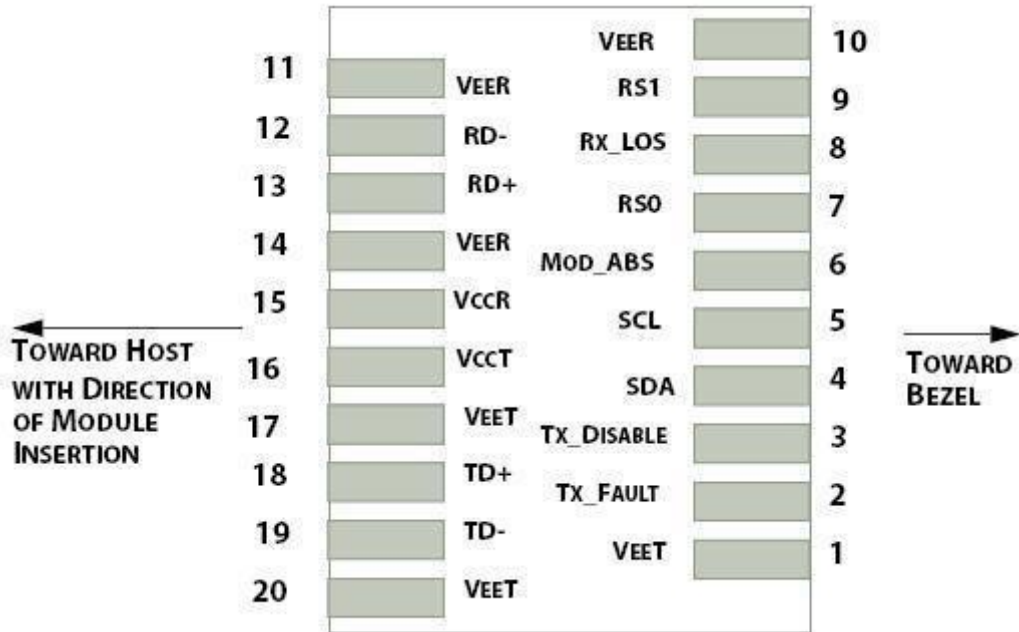 VEER 10
11 VEER
RS1 9
12 RD-
RX_LOS 8
13 RD+
RS0 7
14 VEER
MOD_ABS 6
15 VCCR
SCL 5
TOWARD HOST
WITH DIRECTION
OF MODULE
INSERTION
TOWARD
BEZEL
16 VCCT
SDA 4
17 VEET
TX_DISABLE 3
18 TD+
TX_FAULT 2
19 TD-
VEET 1
20 VEET